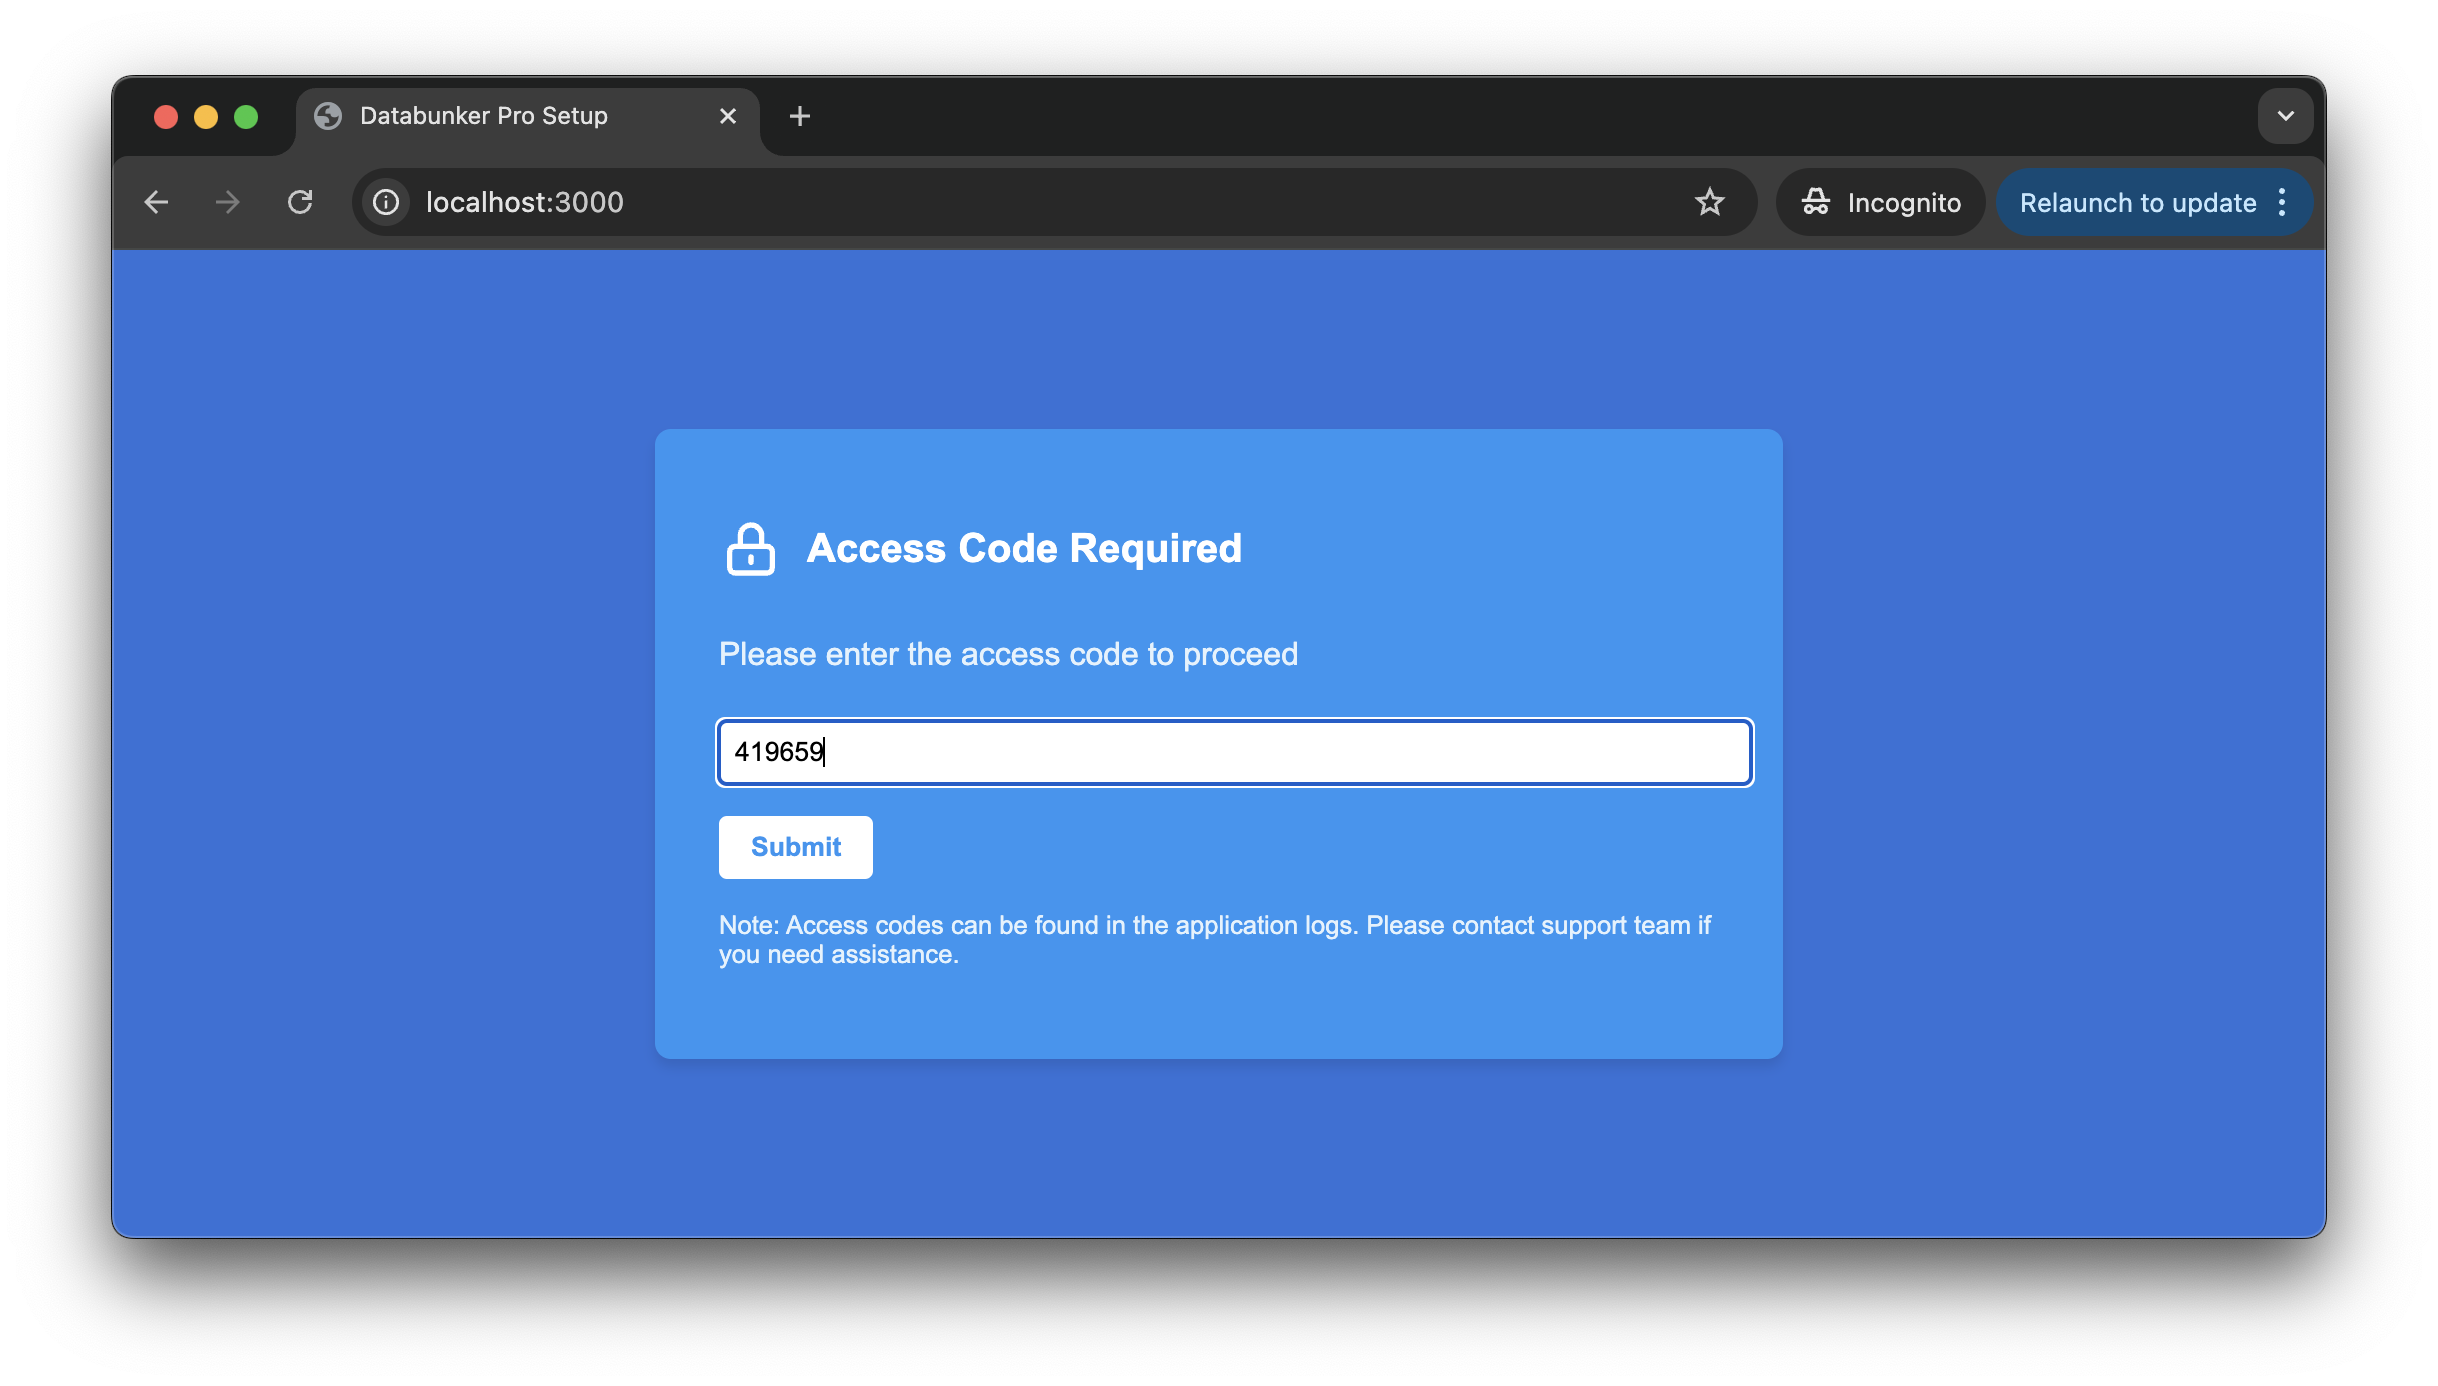 Databunker Pro Setup
localhost:3000
Incognito
Relaunch to update
Access Code Required
Please enter the access code to proceed
419659
Submit
Note: Access codes can be found in the application logs. Please contact support team if
you need assistance.